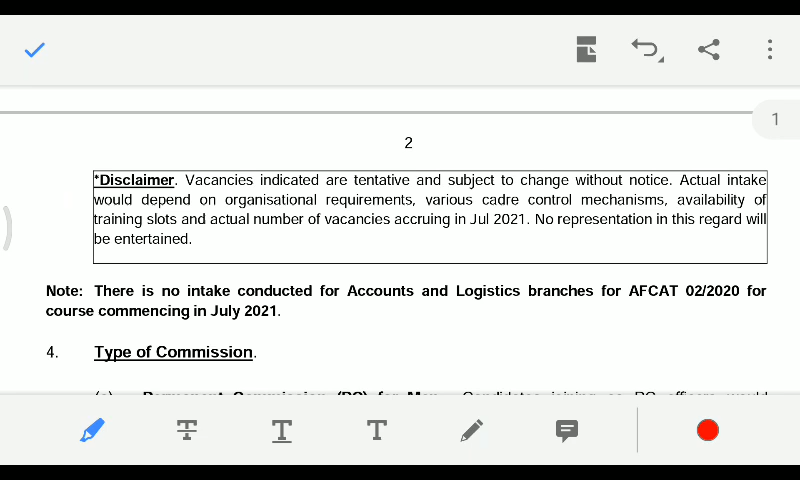 1
2
*Disclaimer. Vacancies indicated are tentative and subject to change without notice. Actual intake
would depend on organisational requirements, various cadre control mechanisms, availability of
training slots and actual number of vacancies accruing in Jul 2021. No representation in this regard will
be entertained.
Note: There is no intake conducted for Accounts and Logistics branches for AFCAT 02/2020 for
course commencing in July 2021.
4. Type of Commission.